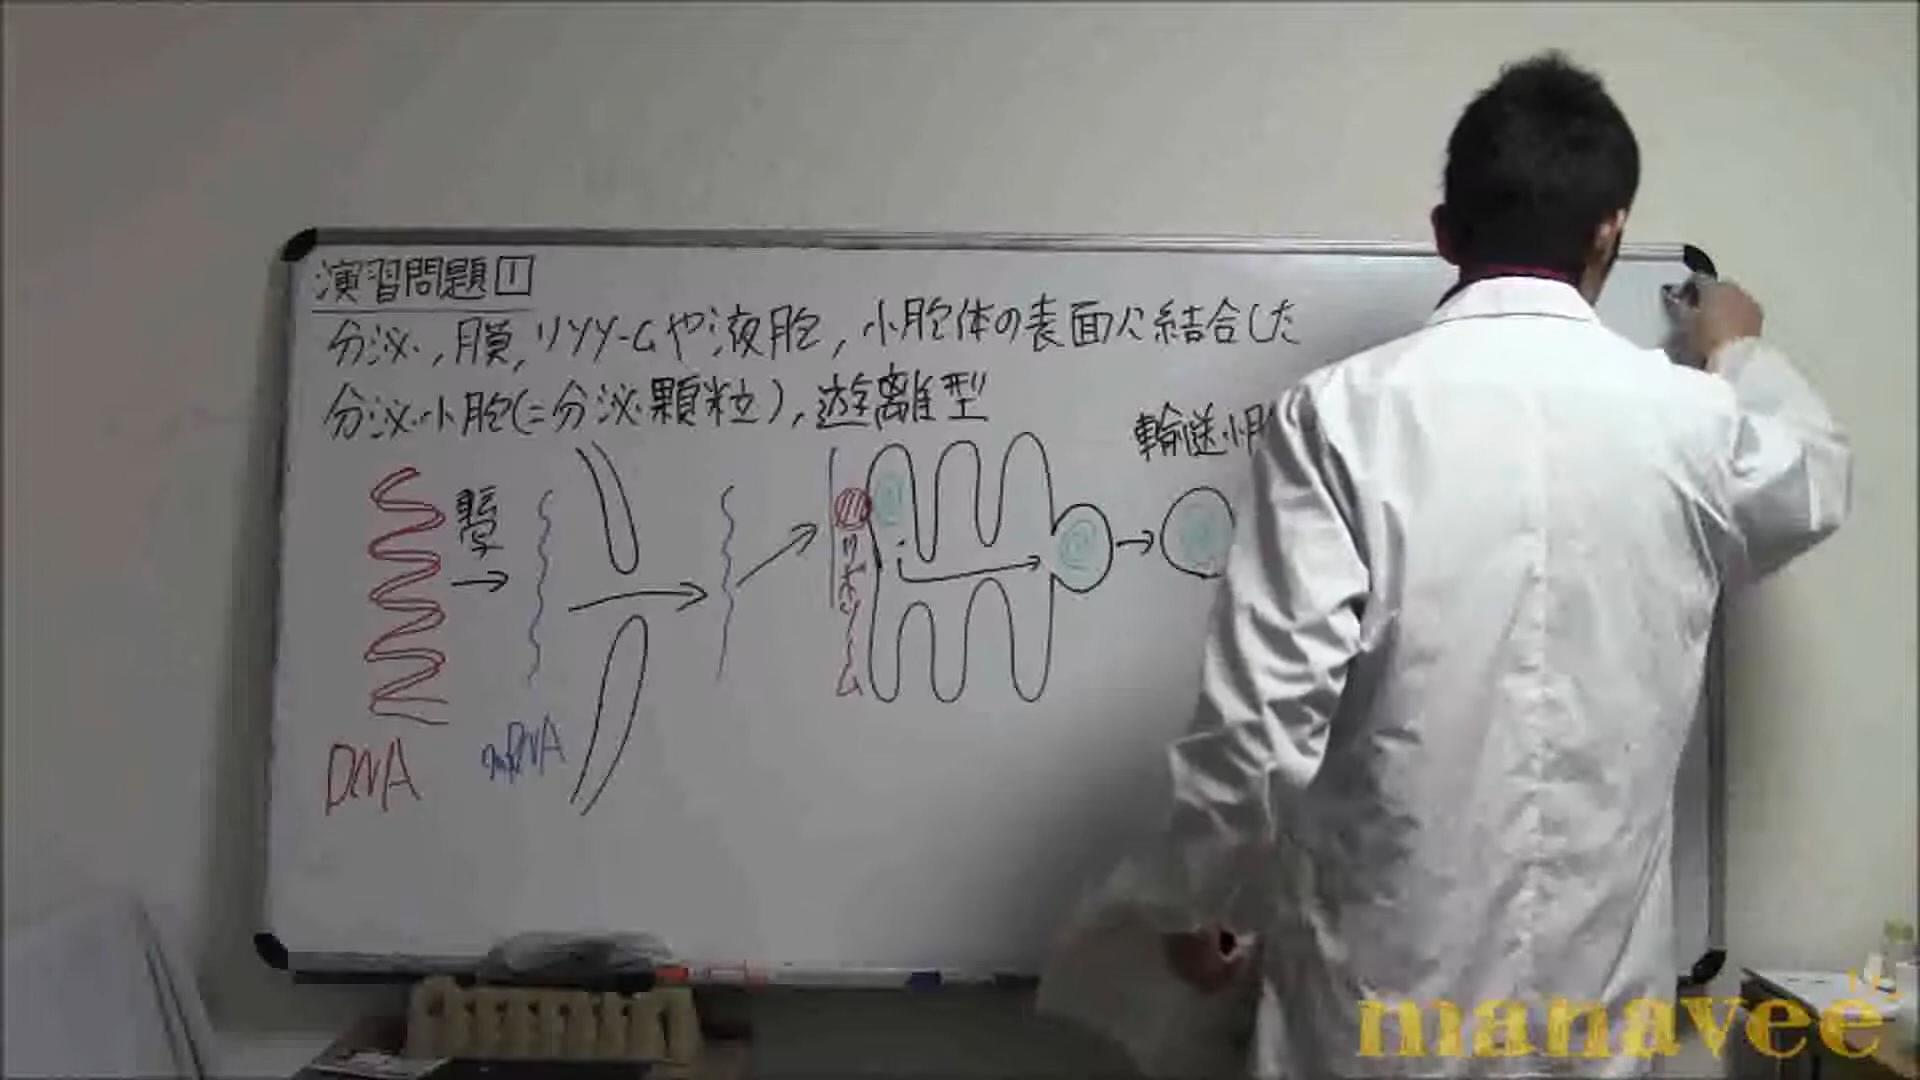 演習問題1
分泌,膜,リソソームや液胞,小胞体の表面に結合した
分泌小胞(=分泌顆粒),遊離型
輸送小胞
リボソーム
DNA
mRNA
manavee